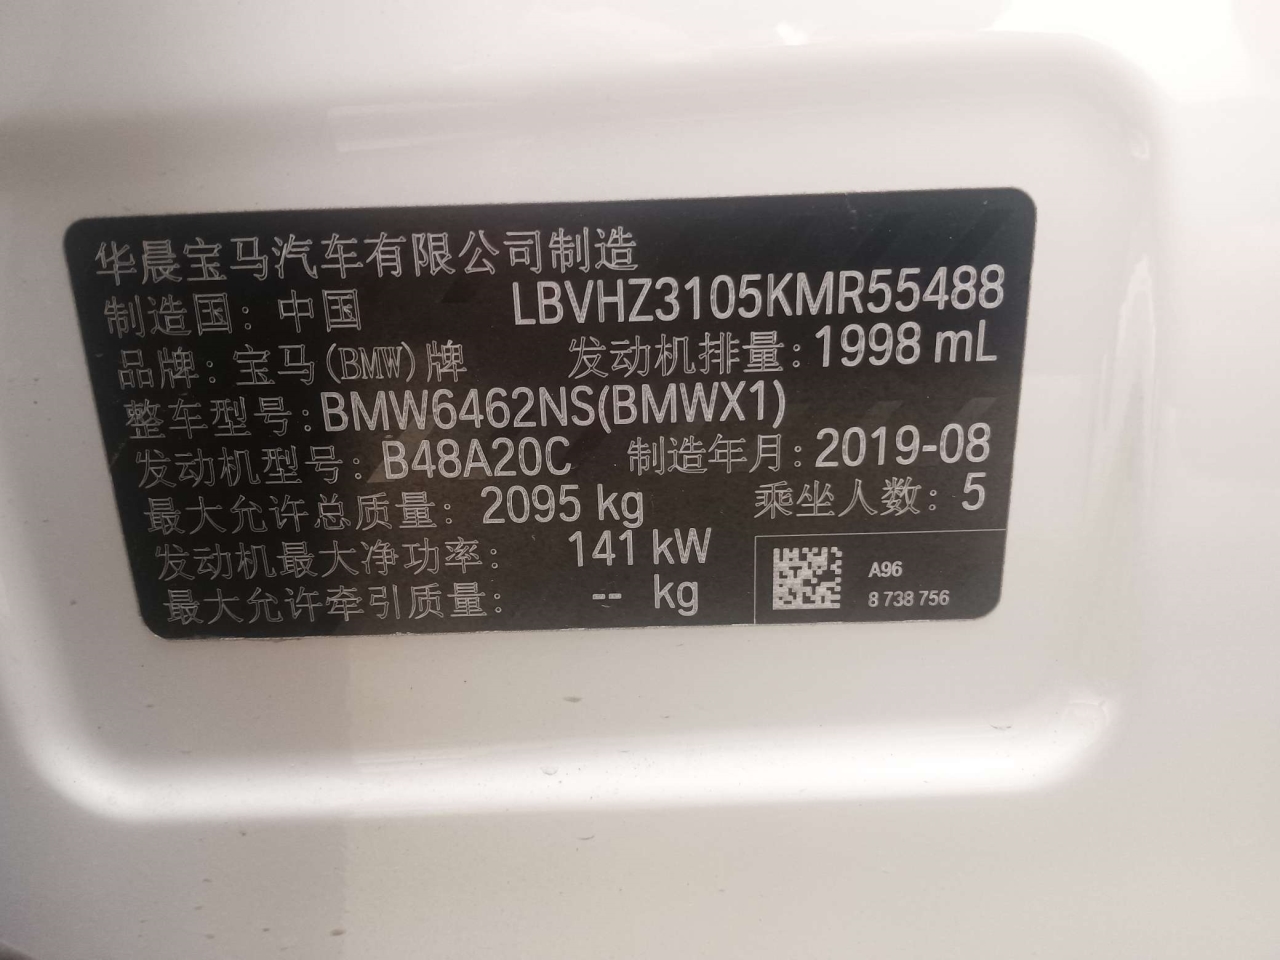 华晨宝马汽车有限公司制造
制造国: 中国 LBVHZ3105KMR55488
品牌: 宝马(BMW)牌 发动机排量: 1998 mL
整车型号: BMW6462NS(BMWX1)
发动机型号: B48A20C 制造年月: 2019-08
最大允许总质量: 2095 kg 乘坐人数: 5
发动机最大净功率: 141 kW
最大允许牵引质量: -- kg
A96
8 738 756